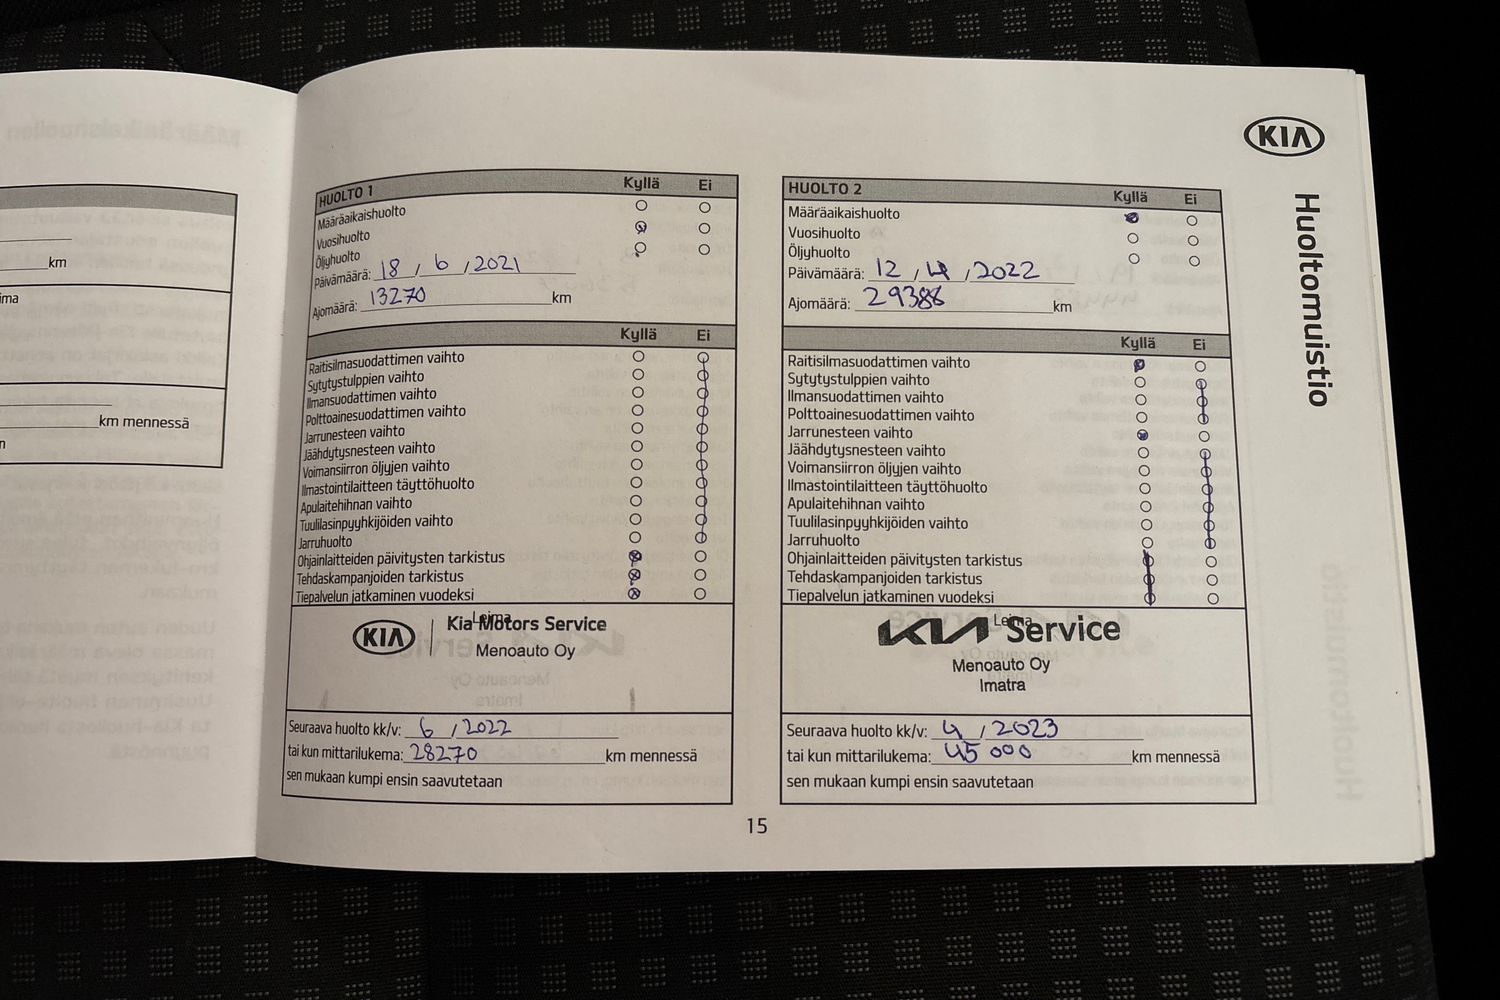 km
ima
km mennessä
n
KIA
Huoltomuistio
HUOLTO 1 Kyllä Ei
Määräaikaishuolto
Vuosihuolto
Öljyhuolto
Päivämäärä: 18 / 6 / 2021
Ajomäärä: 13270 km
Kyllä Ei
Raitisilmasuodattimen vaihto
Sytytystulppien vaihto
Ilmansuodattimen vaihto
Polttoainesuodattimen vaihto
Jarrunesteen vaihto
Jäähdytysnesteen vaihto
Voimansiirron öljyjen vaihto
Ilmastointilaitteen täyttöhuolto
Apulaitehihnan vaihto
Tuulilasinpyyhkijöiden vaihto
Jarruhuolto
Ohjainlaitteiden päivitysten tarkistus
Tehdaskampanjoiden tarkistus
Tiepalvelun jatkaminen vuodeksi
Leima
KIA Kia Motors Service
Menoauto Oy
Seuraava huolto kk/v: 6 / 2022
tai kun mittarilukema: 28270 km mennessä
sen mukaan kumpi ensin saavutetaan
HUOLTO 2 Kyllä Ei
Määräaikaishuolto
Vuosihuolto
Öljyhuolto
Päivämäärä: 12 / 4 / 2022
Ajomäärä: 29388 km
Kyllä Ei
Raitisilmasuodattimen vaihto
Sytytystulppien vaihto
Ilmansuodattimen vaihto
Polttoainesuodattimen vaihto
Jarrunesteen vaihto
Jäähdytysnesteen vaihto
Voimansiirron öljyjen vaihto
Ilmastointilaitteen täyttöhuolto
Apulaitehihnan vaihto
Tuulilasinpyyhkijöiden vaihto
Jarruhuolto
Ohjainlaitteiden päivitysten tarkistus
Tehdaskampanjoiden tarkistus
Tiepalvelun jatkaminen vuodeksi
Leima
KIA Service
Menoauto Oy
Imatra
Seuraava huolto kk/v: 4 / 2023
tai kun mittarilukema: 45 000 km mennessä
sen mukaan kumpi ensin saavutetaan
15